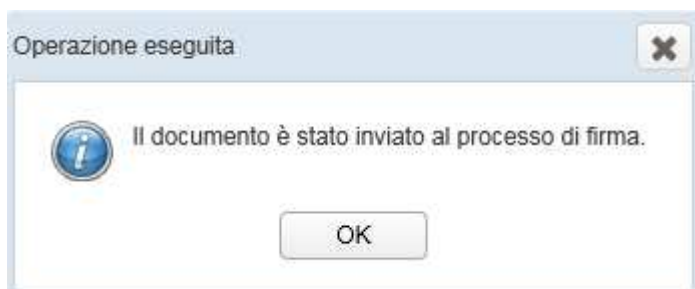 Operazione eseguita
Il documento è stato inviato al processo di firma.
OK